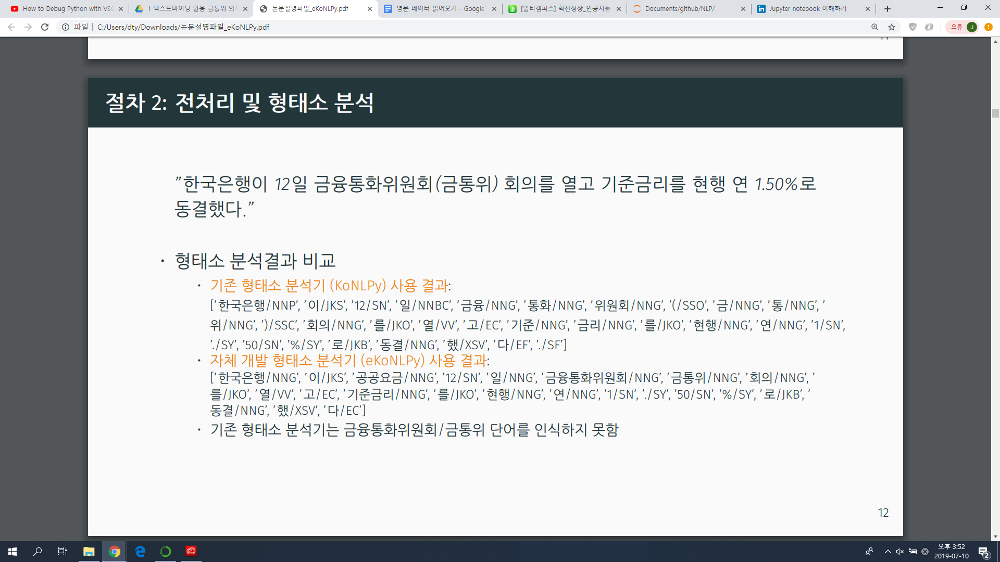 How to Debug Python with VSC
1 텍스트마이닝 활용 금통위 의사
논문설명파일_eKoNLPy.pdf
영문 데이터 읽어오기 - Google
[멀티캠퍼스] 혁신성장_인공지능
Documents/github/NLP/
Jupyter notebook 이해하기
파일 C:/Users/dty/Downloads/논문설명파일_eKoNLPy.pdf
오류 J
절차 2: 전처리 및 형태소 분석
”한국은행이 12일 금융통화위원회(금통위) 회의를 열고 기준금리를 현행 연 1.50%로
동결했다.”
• 형태소 분석결과 비교
• 기존 형태소 분석기 (KoNLPy) 사용 결과:
[’한국은행/NNP’, ’이/JKS’, ’12/SN’, ’일/NNBC’, ’금융/NNG’, ’통화/NNG’, ’위원회/NNG’, ’(/SSO’, ’금/NNG’, ’통/NNG’, ’
위/NNG’, ’)/SSC’, ’회의/NNG’, ’를/JKO’, ’열/VV’, ’고/EC’, ’기준/NNG’, ’금리/NNG’, ’를/JKO’, ’현행/NNG’, ’연/NNG’, ’1/SN’,
’./SY’, ’50/SN’, ’%/SY’, ’로/JKB’, ’동결/NNG’, ’했/XSV’, ’다/EF’, ’./SF’]
• 자체 개발 형태소 분석기 (eKoNLPy) 사용 결과:
[’한국은행/NNG’, ’이/JKS’, ’공공요금/NNG’, ’12/SN’, ’일/NNG’, ’금융통화위원회/NNG’, ’금통위/NNG’, ’회의/NNG’, ’
를/JKO’, ’열/VV’, ’고/EC’, ’기준금리/NNG’, ’를/JKO’, ’현행/NNG’, ’연/NNG’, ’1/SN’, ’./SY’, ’50/SN’, ’%/SY’, ’로/JKB’, ’
동결/NNG’, ’했/XSV’, ’다/EC’]
• 기존 형태소 분석기는 금융통화위원회/금통위 단어를 인식하지 못함
12
오후 3:52
2019-07-10
2